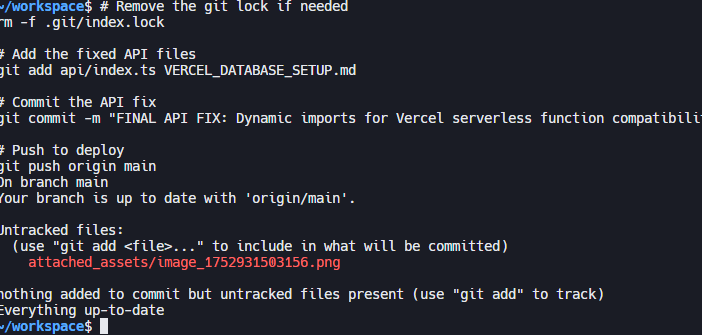 ~/workspace$ # Remove the git lock if needed
rm -f .git/index.lock
# Add the fixed API files
git add api/index.ts VERCEL_DATABASE_SETUP.md
# Commit the API fix
git commit -m "FINAL API FIX: Dynamic imports for Vercel serverless function compatibili
# Push to deploy
git push origin main
On branch main
Your branch is up to date with 'origin/main'.
Untracked files:
(use "git add <file>..." to include in what will be committed)
attached_assets/image_1752931503156.png
nothing added to commit but untracked files present (use "git add" to track)
Everything up-to-date
~/workspace$